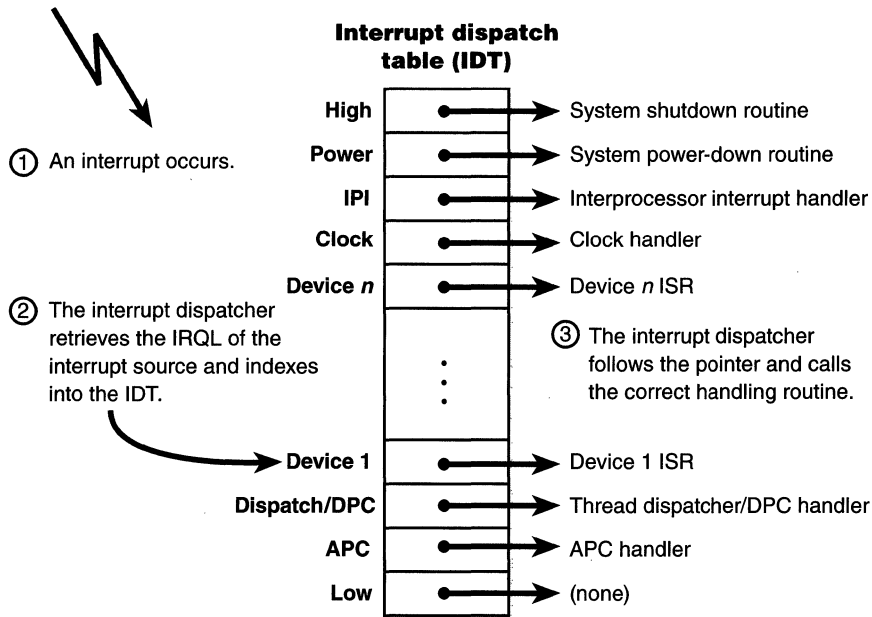 Interrupt dispatch
table (IDT)
High
System shutdown routine
① An interrupt occurs.
Power
System power-down routine
IPI
Interprocessor interrupt handler
Clock
Clock handler
Device n
Device n ISR
② The interrupt dispatcher
retrieves the IRQL of the
interrupt source and indexes
into the IDT.
③ The interrupt dispatcher
follows the pointer and calls
the correct handling routine.
Device 1
Device 1 ISR
Dispatch/DPC
Thread dispatcher/DPC handler
APC
APC handler
Low
(none)